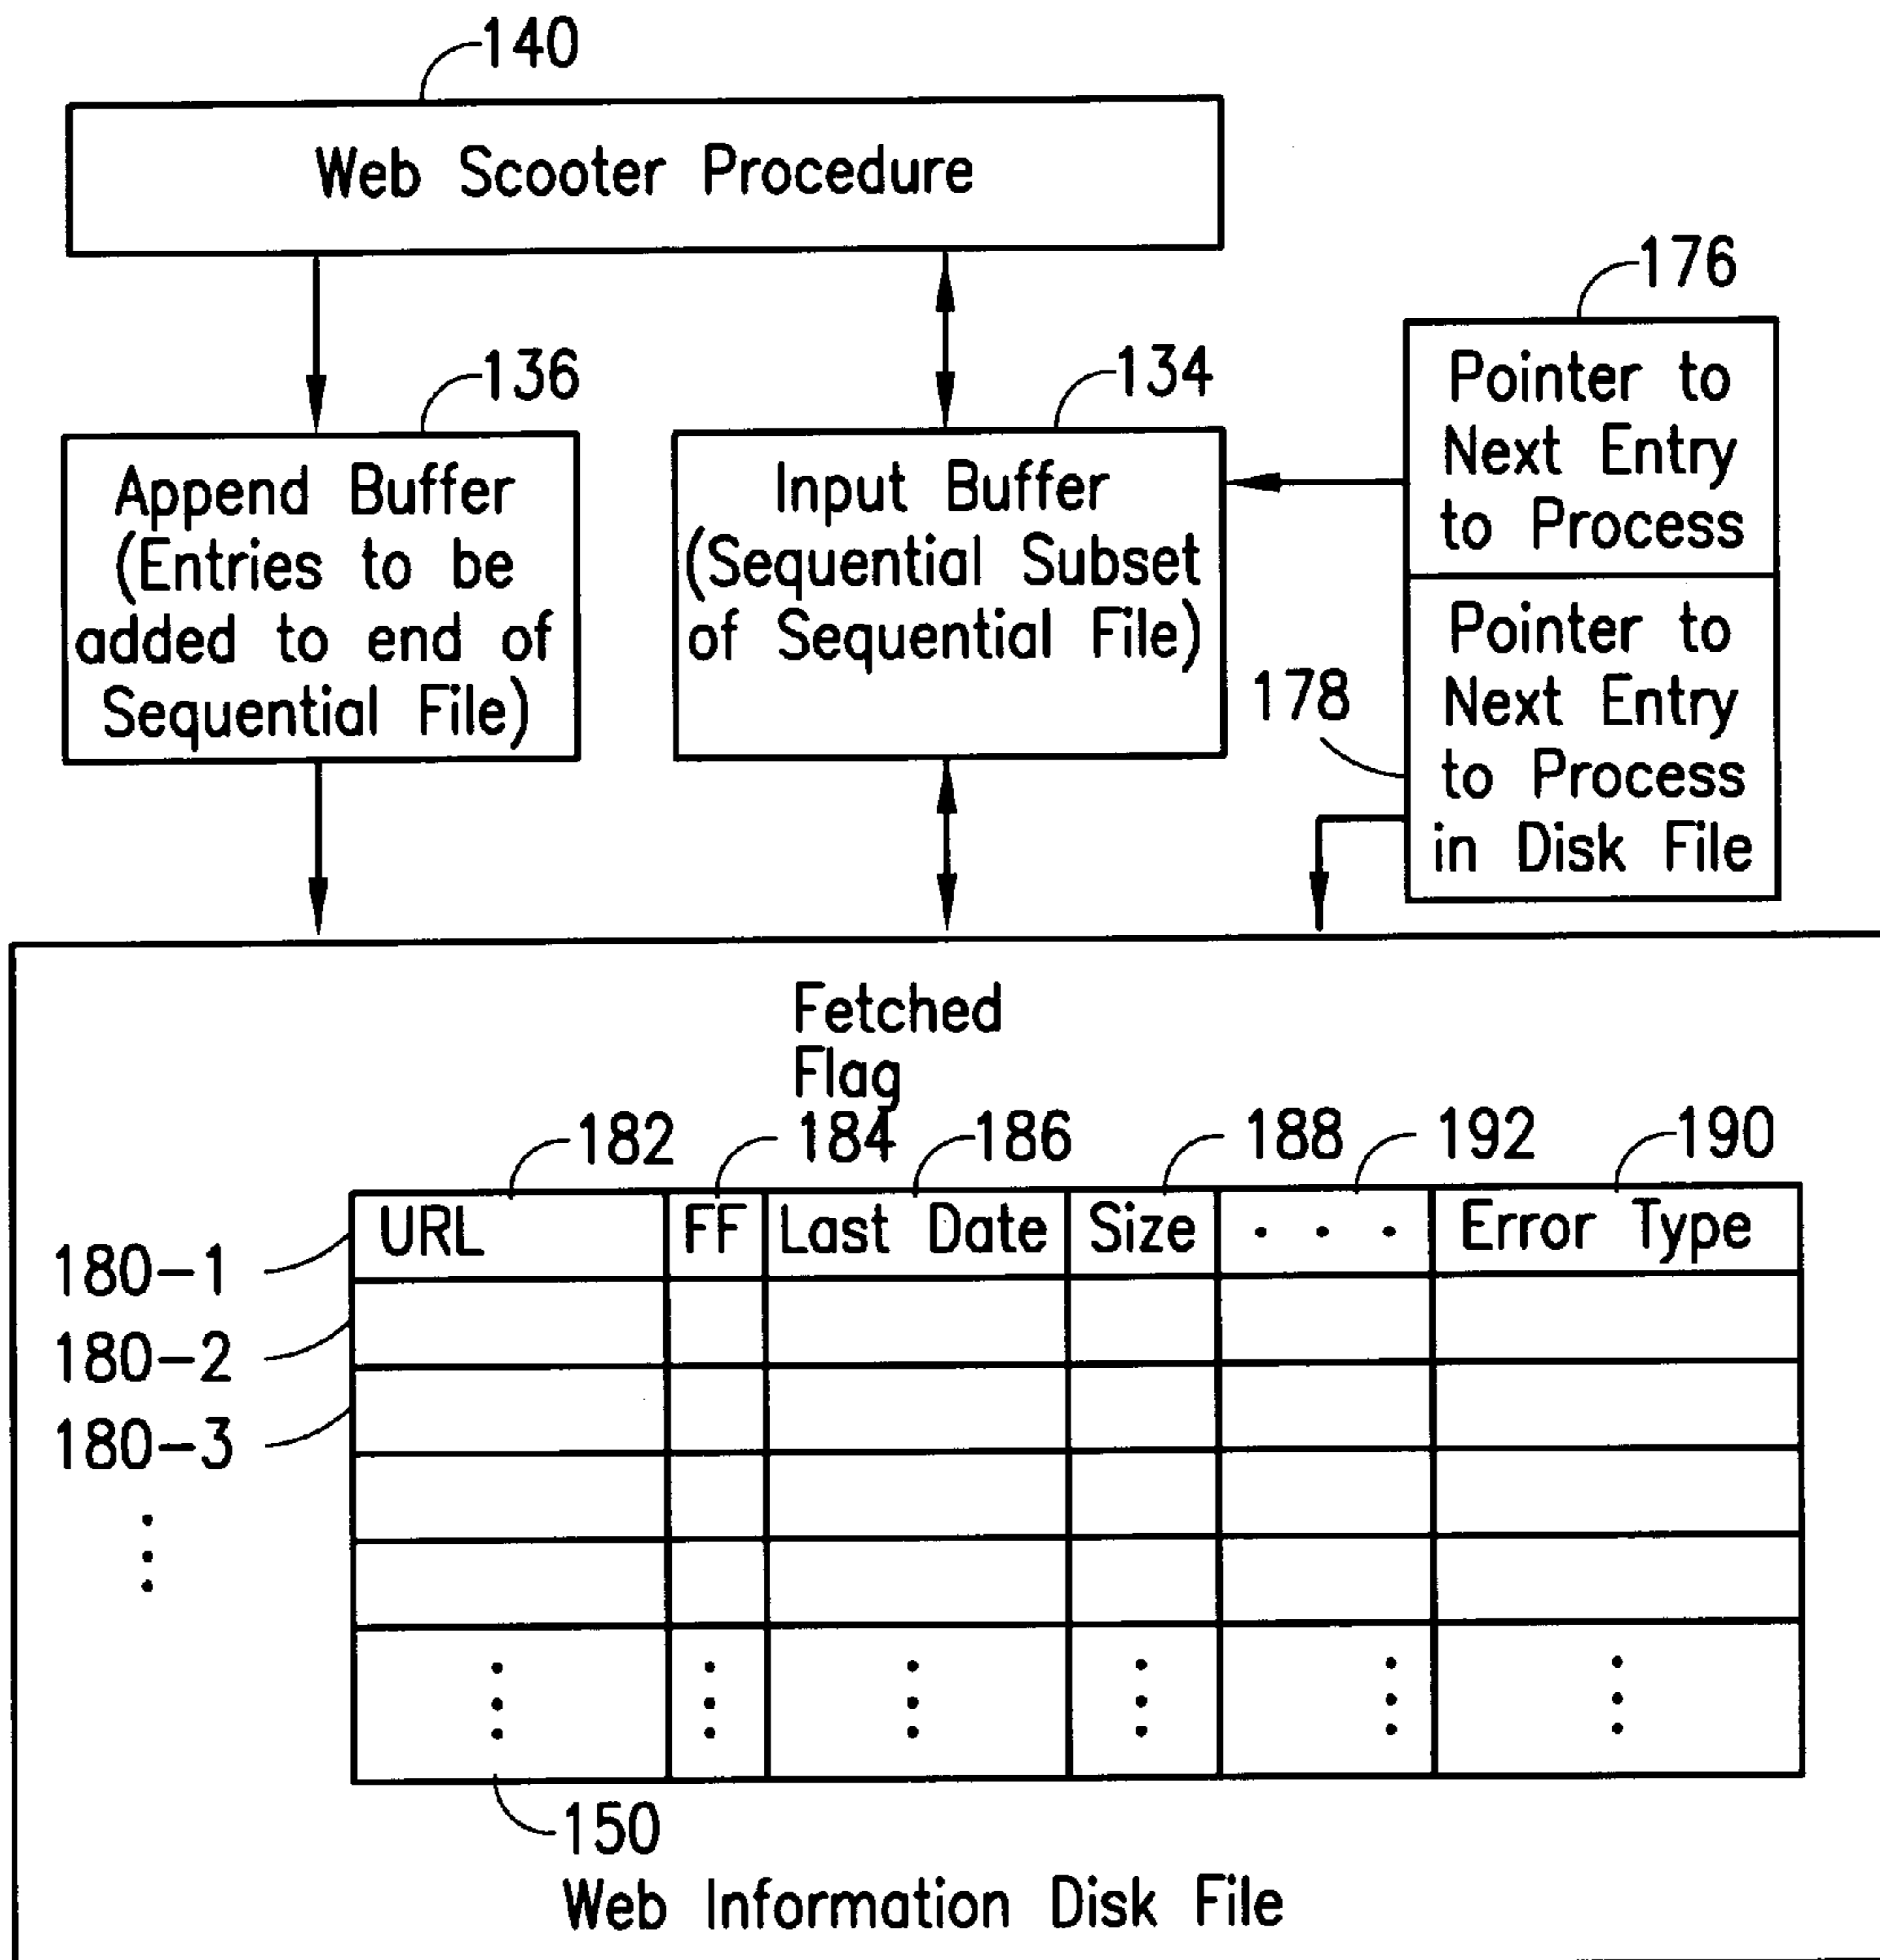 140
Web Scooter Procedure
176
136
134
Append Buffer
(Entries to be
added to end of
Sequential File)
Input Buffer
(Sequential Subset
of Sequential File)
Pointer to
Next Entry
to Process
178
Pointer to
Next Entry
to Process
in Disk File
Fetched
Flag
182 184 186 188 192 190
URL FF Last Date Size . . . Error Type
180-1
180-2
180-3
150
Web Information Disk File